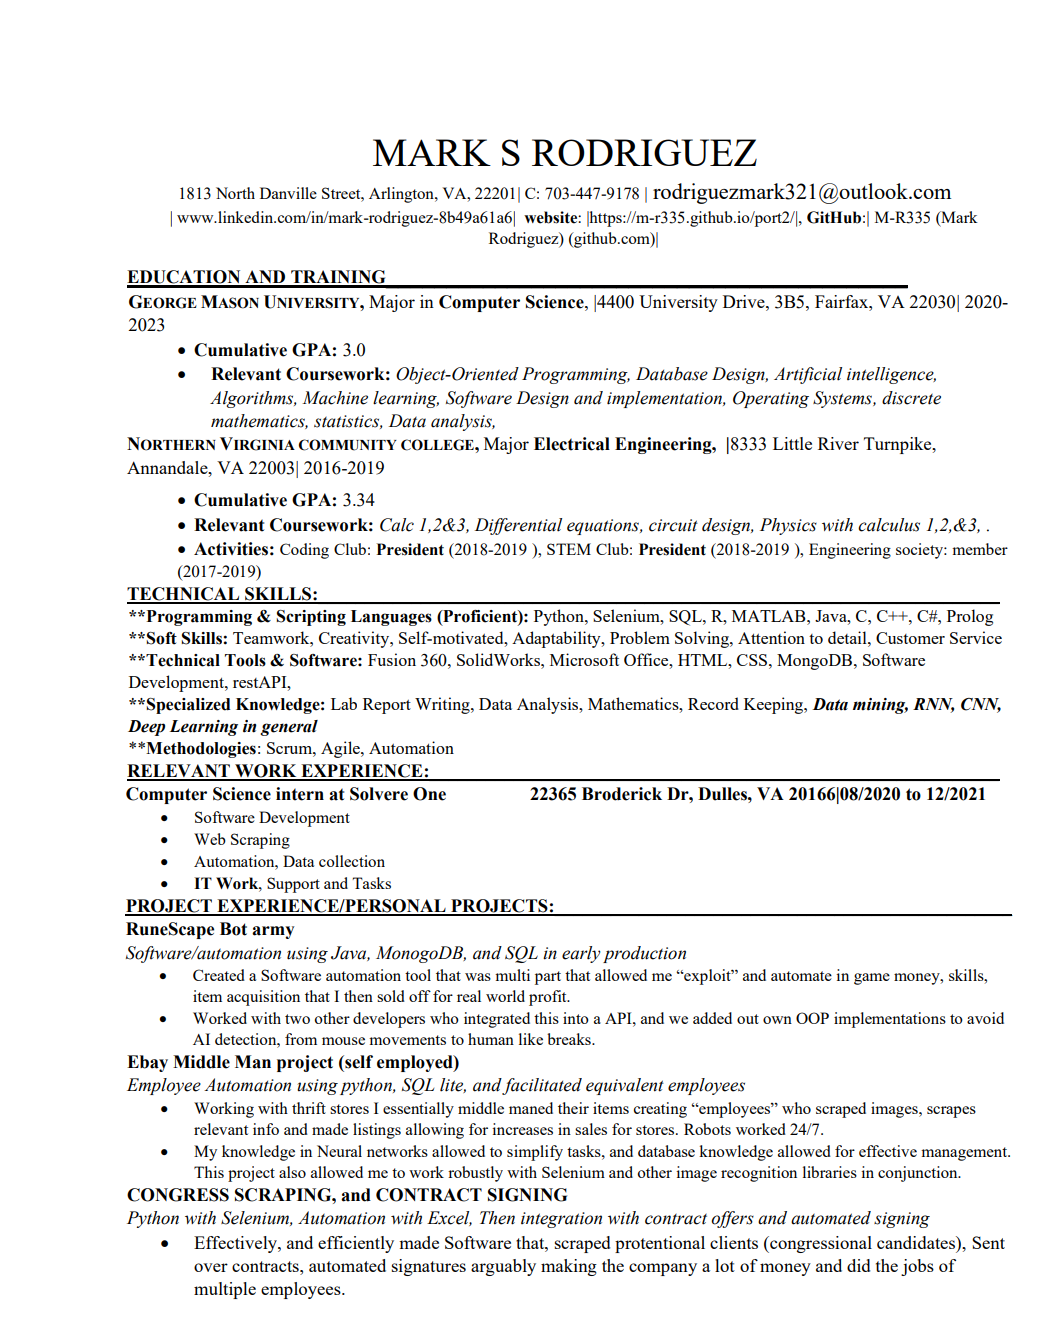 MARK S RODRIGUEZ
1813 North Danville Street, Arlington, VA, 22201| C: 703-447-9178 | rodriguezmark321@outlook.com
| www.linkedin.com/in/mark-rodriguez-8b49a61a6| website: |https://m-r335.github.io/port2/|, GitHub:| M-R335 (Mark
Rodriguez) (github.com)|
EDUCATION AND TRAINING
GEORGE MASON UNIVERSITY, Major in Computer Science, |4400 University Drive, 3B5, Fairfax, VA 22030| 2020-
2023
• Cumulative GPA: 3.0
• Relevant Coursework: Object-Oriented Programming, Database Design, Artificial intelligence,
Algorithms, Machine learning, Software Design and implementation, Operating Systems, discrete
mathematics, statistics, Data analysis,
NORTHERN VIRGINIA COMMUNITY COLLEGE, Major Electrical Engineering, |8333 Little River Turnpike,
Annandale, VA 22003| 2016-2019
• Cumulative GPA: 3.34
• Relevant Coursework: Calc 1,2&3, Differential equations, circuit design, Physics with calculus 1,2,&3, .
• Activities: Coding Club: President (2018-2019 ), STEM Club: President (2018-2019 ), Engineering society: member
(2017-2019)
TECHNICAL SKILLS:
**Programming & Scripting Languages (Proficient): Python, Selenium, SQL, R, MATLAB, Java, C, C++, C#, Prolog
**Soft Skills: Teamwork, Creativity, Self-motivated, Adaptability, Problem Solving, Attention to detail, Customer Service
**Technical Tools & Software: Fusion 360, SolidWorks, Microsoft Office, HTML, CSS, MongoDB, Software
Development, restAPI,
**Specialized Knowledge: Lab Report Writing, Data Analysis, Mathematics, Record Keeping, Data mining, RNN, CNN,
Deep Learning in general
**Methodologies: Scrum, Agile, Automation
RELEVANT WORK EXPERIENCE:
Computer Science intern at Solvere One 22365 Broderick Dr, Dulles, VA 20166|08/2020 to 12/2021
• Software Development
• Web Scraping
• Automation, Data collection
• IT Work, Support and Tasks
PROJECT EXPERIENCE/PERSONAL PROJECTS:
RuneScape Bot army
Software/automation using Java, MonogoDB, and SQL in early production
• Created a Software automation tool that was multi part that allowed me “exploit” and automate in game money, skills,
item acquisition that I then sold off for real world profit.
• Worked with two other developers who integrated this into a API, and we added out own OOP implementations to avoid
AI detection, from mouse movements to human like breaks.
Ebay Middle Man project (self employed)
Employee Automation using python, SQL lite, and facilitated equivalent employees
• Working with thrift stores I essentially middle maned their items creating “employees” who scraped images, scrapes
relevant info and made listings allowing for increases in sales for stores. Robots worked 24/7.
• My knowledge in Neural networks allowed to simplify tasks, and database knowledge allowed for effective management.
This project also allowed me to work robustly with Selenium and other image recognition libraries in conjunction.
CONGRESS SCRAPING, and CONTRACT SIGNING
Python with Selenium, Automation with Excel, Then integration with contract offers and automated signing
• Effectively, and efficiently made Software that, scraped protentional clients (congressional candidates), Sent
over contracts, automated signatures arguably making the company a lot of money and did the jobs of
multiple employees.